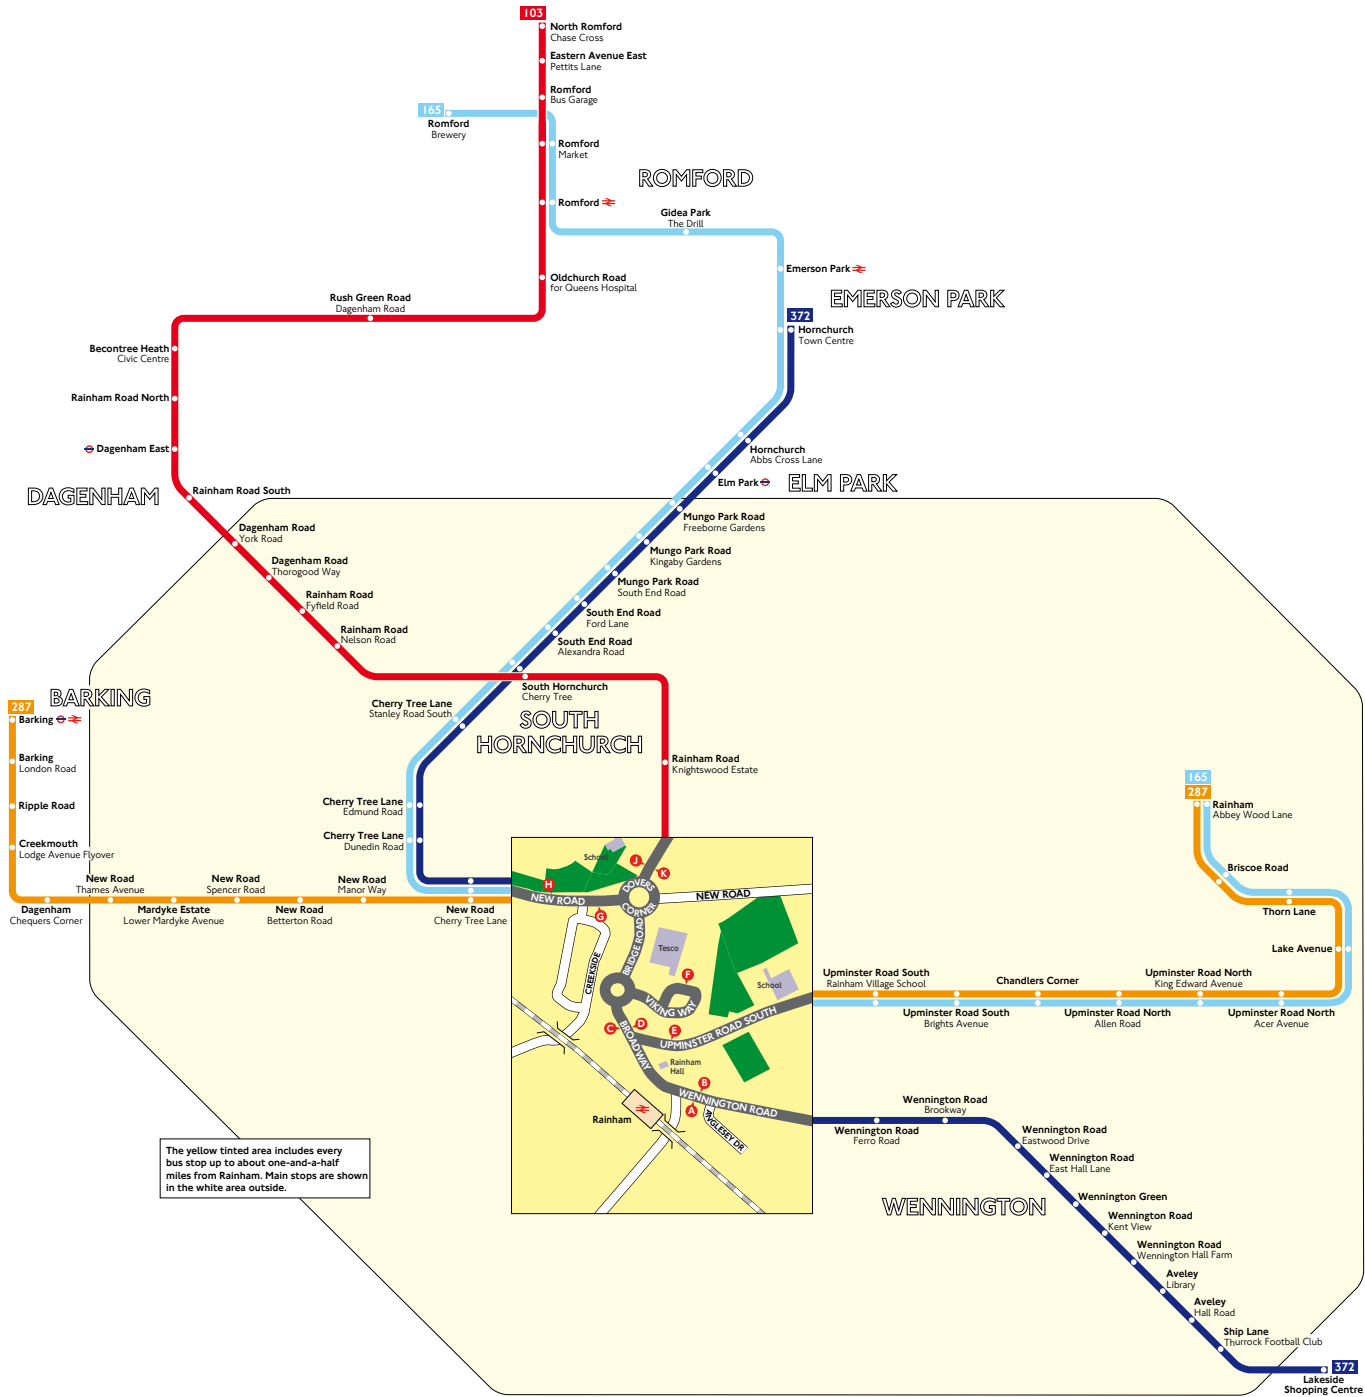 103
North Romford
Chase Cross
Eastern Avenue East
Pettits Lane
Romford
Bus Garage
165
Romford
Brewery
Romford
Market
ROMFORD
Romford
Gidea Park
The Drill
Emerson Park
EMERSON PARK
Oldchurch Road
for Queens Hospital
Rush Green Road
Dagenham Road
372
Hornchurch
Town Centre
Becontree Heath
Civic Centre
Rainham Road North
Dagenham East
Hornchurch
Abbs Cross Lane
Elm Park
ELM PARK
DAGENHAM
Rainham Road South
Mungo Park Road
Freeborne Gardens
Dagenham Road
York Road
Mungo Park Road
Kingaby Gardens
Dagenham Road
Thorogood Way
Mungo Park Road
South End Road
Rainham Road
Fyfield Road
South End Road
Ford Lane
Rainham Road
Nelson Road
South End Road
Alexandra Road
South Hornchurch
Cherry Tree
BARKING
287
Barking
Cherry Tree Lane
Stanley Road South
SOUTH
HORNCHURCH
Barking
London Road
Rainham Road
Knightswood Estate
Ripple Road
Cherry Tree Lane
Edmund Road
165
287
Rainham
Abbey Wood Lane
Creekmouth
Lodge Avenue Flyover
Cherry Tree Lane
Dunedin Road
Briscoe Road
New Road
Thames Avenue
New Road
Spencer Road
New Road
Manor Way
Dagenham
Chequers Corner
Mardyke Estate
Lower Mardyke Avenue
New Road
Betterton Road
New Road
Cherry Tree Lane
Thorn Lane
Lake Avenue
School
J
K
H
DOVERS
CORNER
NEW ROAD
NEW ROAD
G
BRIDGE ROAD
Tesco
CREEKSIDE
F
School
VIKING WAY
C
D
E
UPMINSTER ROAD SOUTH
BROADWAY
Rainham
Hall
B
A
WENNINGTON ROAD
ANGLESEY DR
Rainham
Upminster Road South
Rainham Village School
Chandlers Corner
Upminster Road North
King Edward Avenue
Upminster Road South
Brights Avenue
Upminster Road North
Allen Road
Upminster Road North
Acer Avenue
Wennington Road
Brookway
Wennington Road
Ferro Road
Wennington Road
Eastwood Drive
Wennington Road
East Hall Lane
Wennington Green
WENNINGTON
Wennington Road
Kent View
Wennington Road
Wennington Hall Farm
Aveley
Library
Aveley
Hall Road
Ship Lane
Thurrock Football Club
372
Lakeside
Shopping Centre
The yellow tinted area includes every
bus stop up to about one-and-a-half
miles from Rainham. Main stops are shown
in the white area outside.